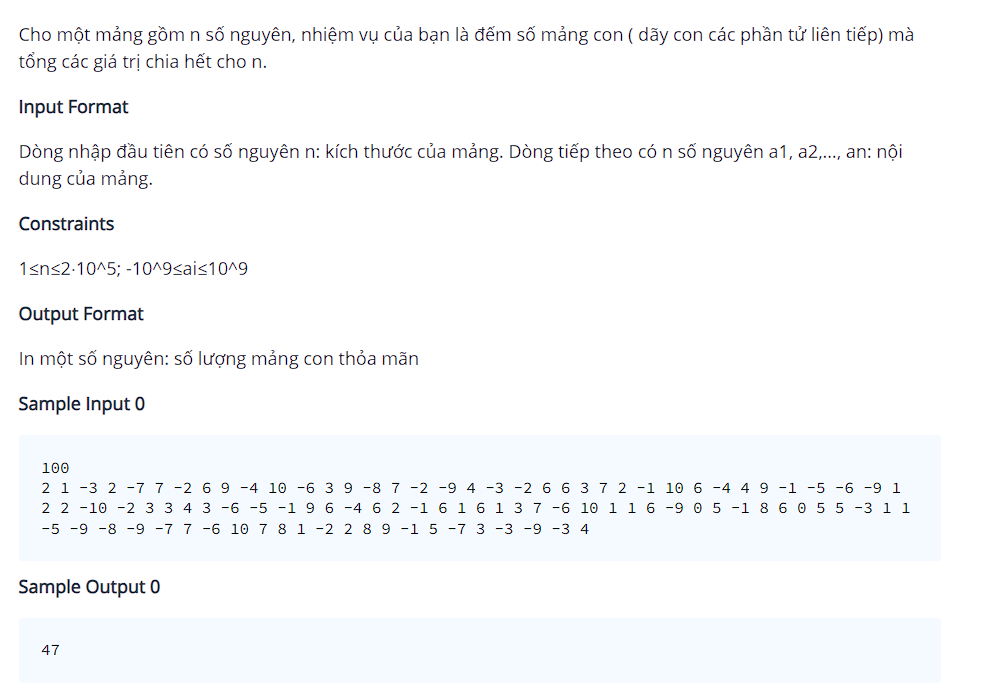 Cho một mảng gồm n số nguyên, nhiệm vụ của bạn là đếm số mảng con ( dãy con các phần tử liên tiếp) mà
tổng các giá trị chia hết cho n.
Input Format
Dòng nhập đầu tiên có số nguyên n: kích thước của mảng. Dòng tiếp theo có n số nguyên a1, a2,..., an: nội
dung của mảng.
Constraints
1≤n≤2⋅10^5; -10^9≤ai≤10^9
Output Format
In một số nguyên: số lượng mảng con thỏa mãn
Sample Input 0
100
2 1 -3 2 -7 7 -2 6 9 -4 10 -6 3 9 -8 7 -2 -9 4 -3 -2 6 6 3 7 2 -1 10 6 -4 4 9 -1 -5 -6 -9 1
2 2 -10 -2 3 3 4 3 -6 -5 -1 9 6 -4 6 2 -1 6 1 6 1 3 7 -6 10 1 1 6 -9 0 5 -1 8 6 0 5 5 -3 1 1
-5 -9 -8 -9 -7 7 -6 10 7 8 1 -2 2 8 9 -1 5 -7 3 -3 -9 -3 4
Sample Output 0
47